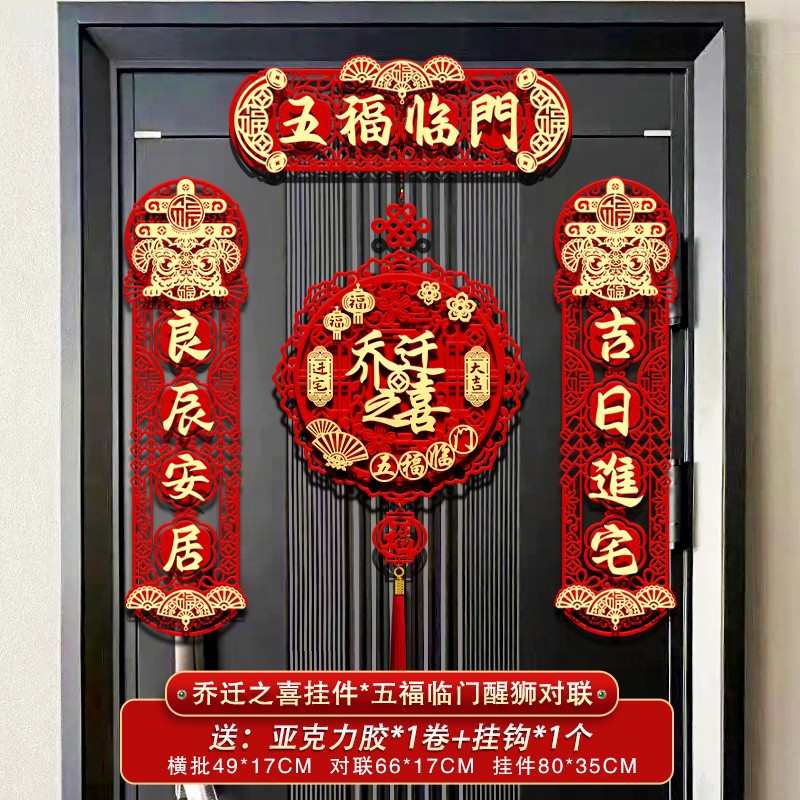 五福临門
吉日進宅
良辰安居
福
福
乔迁之喜
进宅
大吉
五福临门
福
乔迁之喜挂件*五福临门醒狮对联
送：亚克力胶*1卷+挂钩*1个
横批49*17CM 对联66*17CM 挂件80*35CM